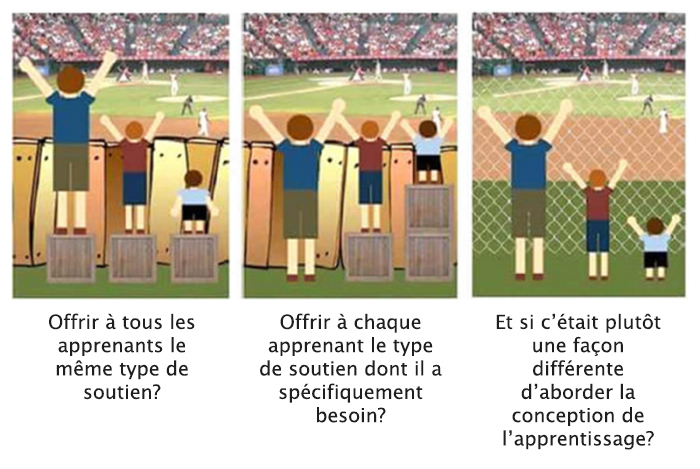 Offrir à tous les
apprenants le
même type de
soutien?
Offrir à chaque
apprenant le type
de soutien dont il a
spécifiquement
besoin?
Et si c’était plutôt
une façon
différente
d’aborder la
conception de
l’apprentissage?